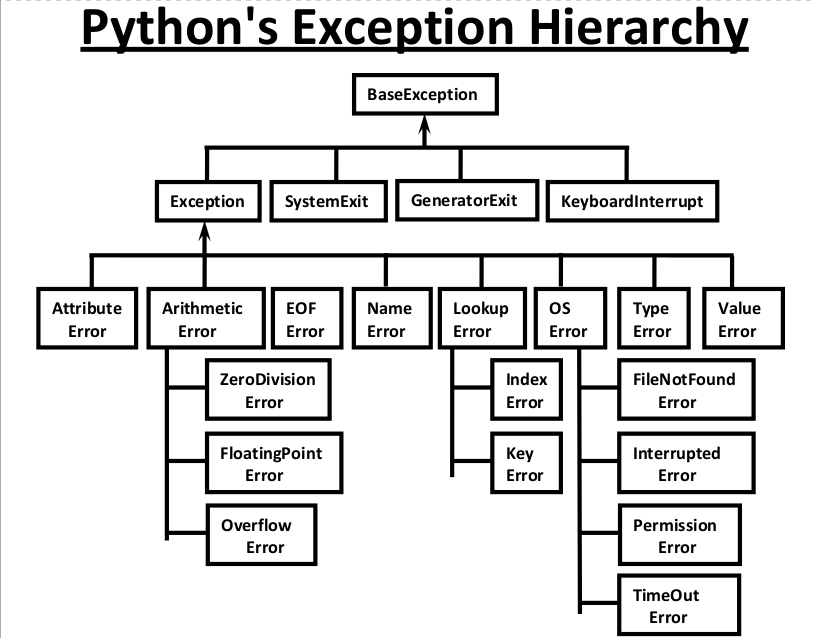 Python's Exception Hierarchy
BaseException
Exception
SystemExit
GeneratorExit
KeyboardInterrupt
Attribute
Error
Arithmetic
Error
EOF
Error
Name
Error
Lookup
Error
OS
Error
Type
Error
Value
Error
ZeroDivision
Error
FloatingPoint
Error
Overflow
Error
Index
Error
Key
Error
FileNotFound
Error
Interrupted
Error
Permission
Error
TimeOut
Error